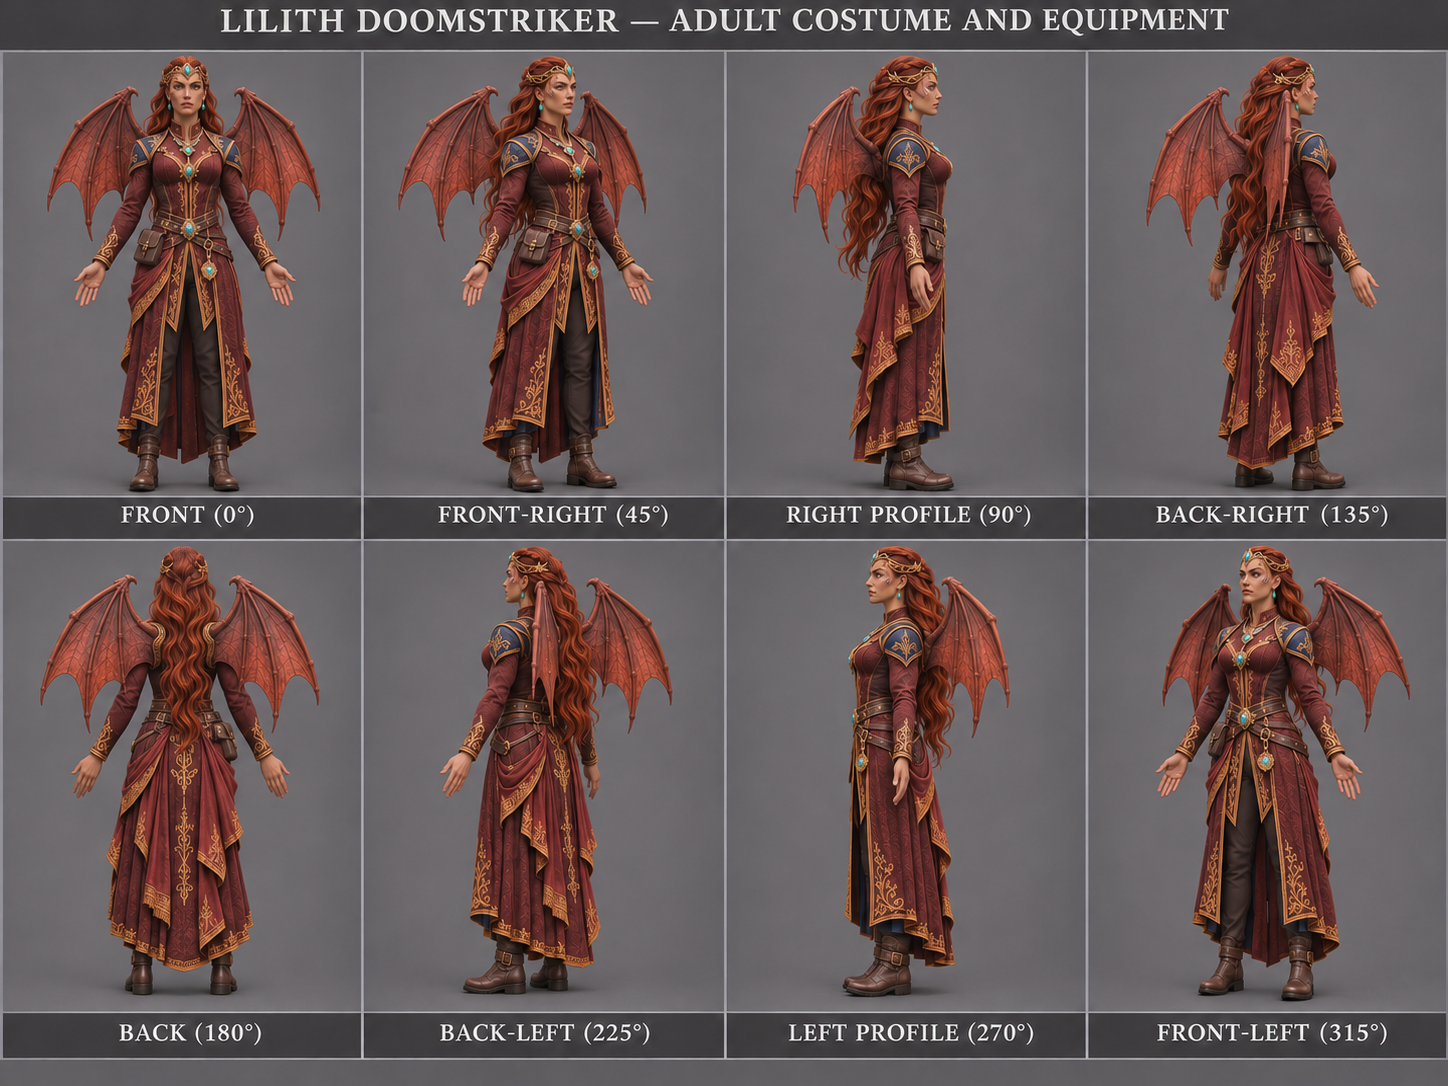 LILITH DOOMSTRIKER — ADULT COSTUME AND EQUIPMENT
FRONT (0°)
FRONT-RIGHT (45°)
RIGHT PROFILE (90°)
BACK-RIGHT (135°)
BACK (180°)
BACK-LEFT (225°)
LEFT PROFILE (270°)
FRONT-LEFT (315°)